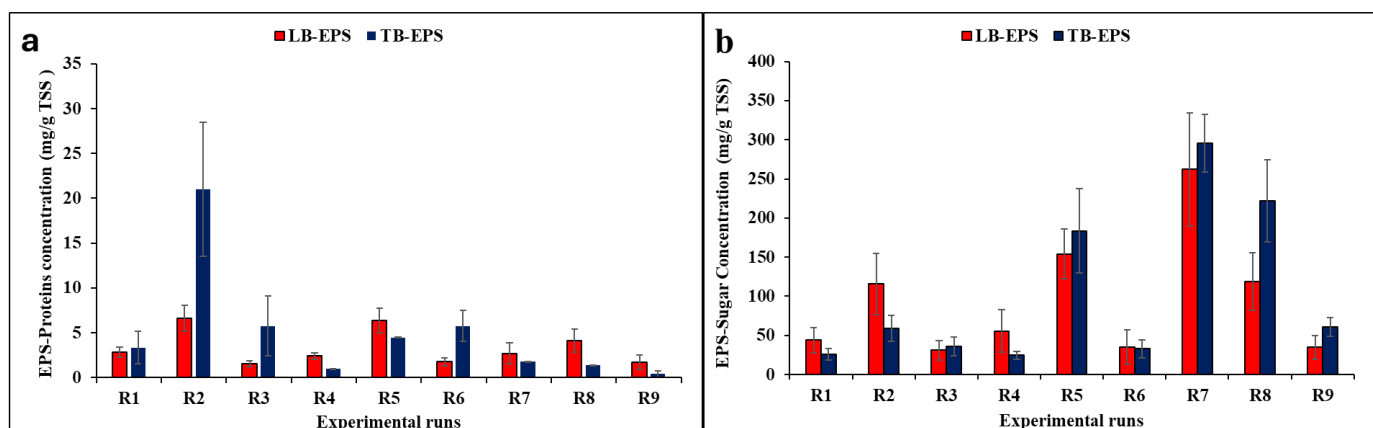 a
LB-EPS TB-EPS
EPS-Proteins concentration (mg/g TSS )
35
30
25
20
15
10
5
0
R1 R2 R3 R4 R5 R6 R7 R8 R9
Experimental runs
b
LB-EPS TB-EPS
EPS-Sugar Concentration (mg/g TSS)
400
350
300
250
200
150
100
50
0
R1 R2 R3 R4 R5 R6 R7 R8 R9
Experimental runs